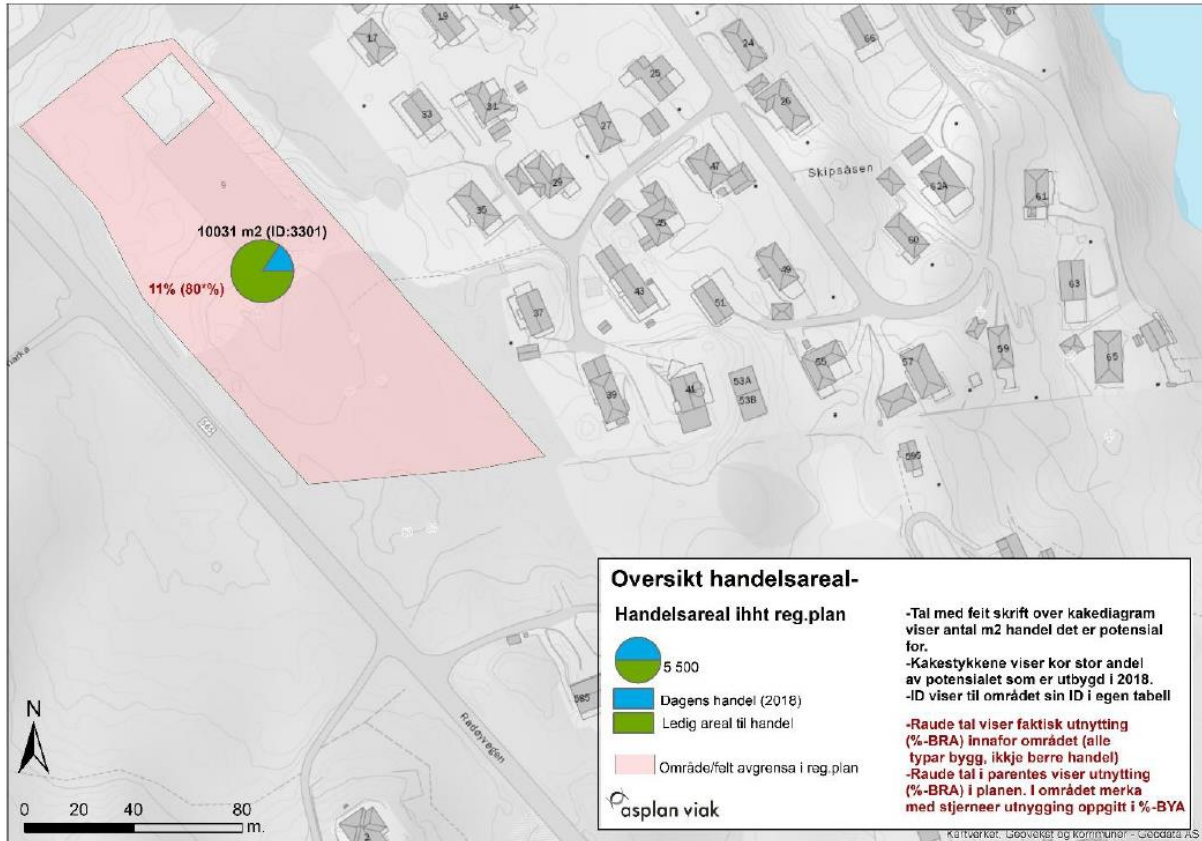 19
17
24
66
67
25
33
31
26
27
47
29
Skipsåsen
62A
61
9
35
45
60
10031 m2 (ID:3301)
49
63
11% (80*%)
43
51
37
59
55
57
65
53A
39
41
53B
565
595
Oversikt handelsareal-
Handelsareal ihht reg.plan
5 500
Dagens handel (2018)
Ledig areal til handel
Område/felt avgrensa i reg.plan
asplan viak
-Tal med feit skrift over kakediagram
viser antal m2 handel det er potensial
for.
-Kakestykkene viser kor stor andel
av potensialet som er utbygd i 2018.
-ID viser til området sin ID i egen tabell
-Raude tal viser faktisk utnytting
(%-BRA) innafor området (alle
typar bygg, ikkje berre handel)
-Raude tal i parentes viser utnytting
(%-BRA) i planen. I området merka
med stjerneer utnygging oppgitt i %-BYA
585
Radøyvegen
N
0 20 40 80
m.
Kartverket, Geovekst og kommuner - Geodata AS